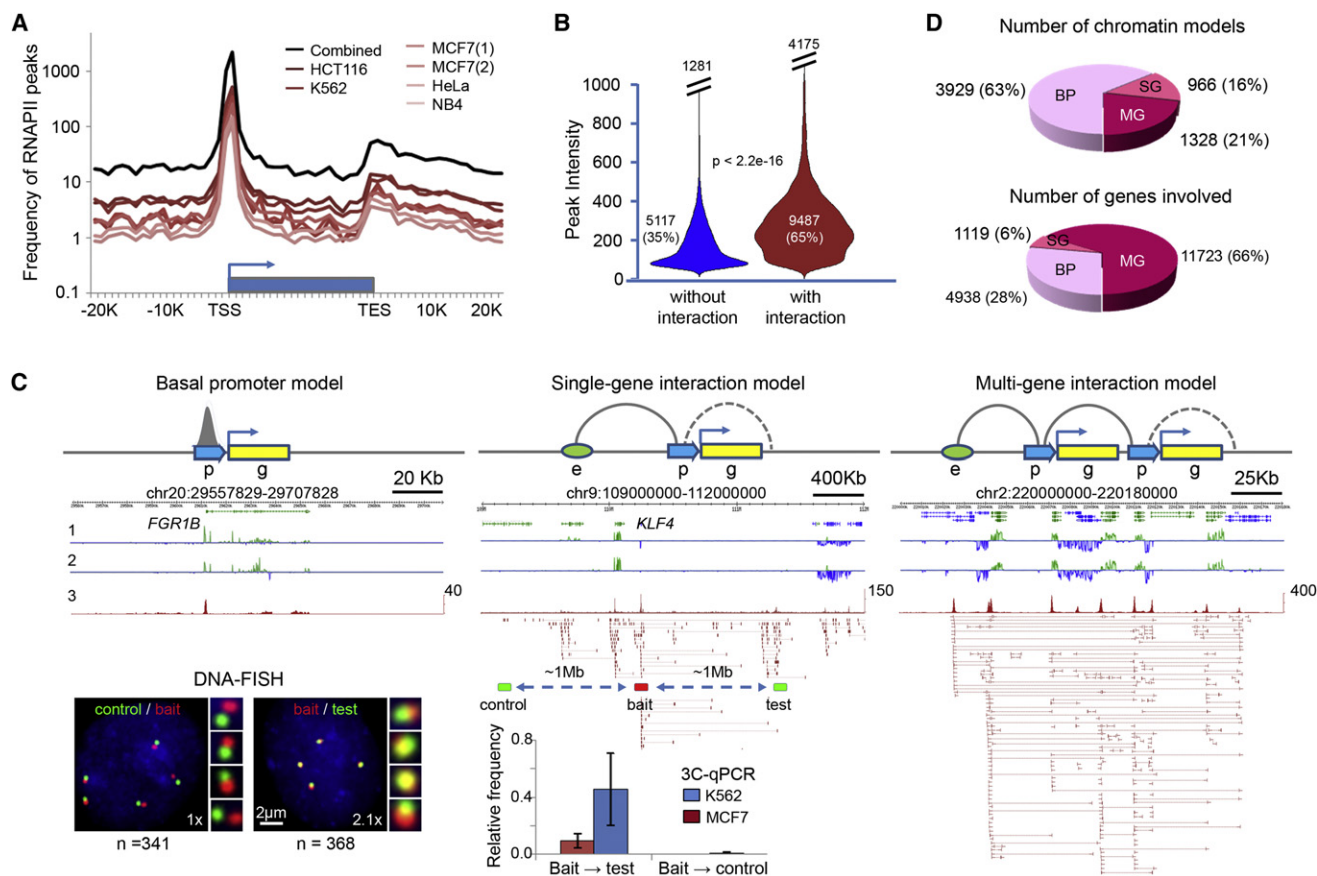 A
Frequency of RNAPII peaks
1000
100
10
1
0.1
Combined
HCT116
K562
MCF7(1)
MCF7(2)
HeLa
NB4
-20K -10K TSS TES 10K 20K
B
Peak Intensity
1000
800
600
400
200
0
1281
4175
p < 2.2e-16
5117
(35%)
9487
(65%)
without
interaction
with
interaction
D
Number of chromatin models
3929 (63%)
BP
SG
966 (16%)
MG
1328 (21%)
Number of genes involved
1119 (6%)
SG
BP
MG
11723 (66%)
4938 (28%)
C
Basal promoter model
p g
20 Kb
chr20:29557829-29707828
FGR1B
1
2
3
40
DNA-FISH
control / bait
1x
n =341
bait / test
2µm
2.1x
n = 368
Single-gene interaction model
e p g
400Kb
chr9:109000000-112000000
KLF4
150
~1Mb ~1Mb
control bait test
Relative frequency
0.8
0.4
0.0
3C-qPCR
K562
MCF7
Bait → test Bait → control
Multi-gene interaction model
e p g p g
25Kb
chr2:220000000-220180000
400